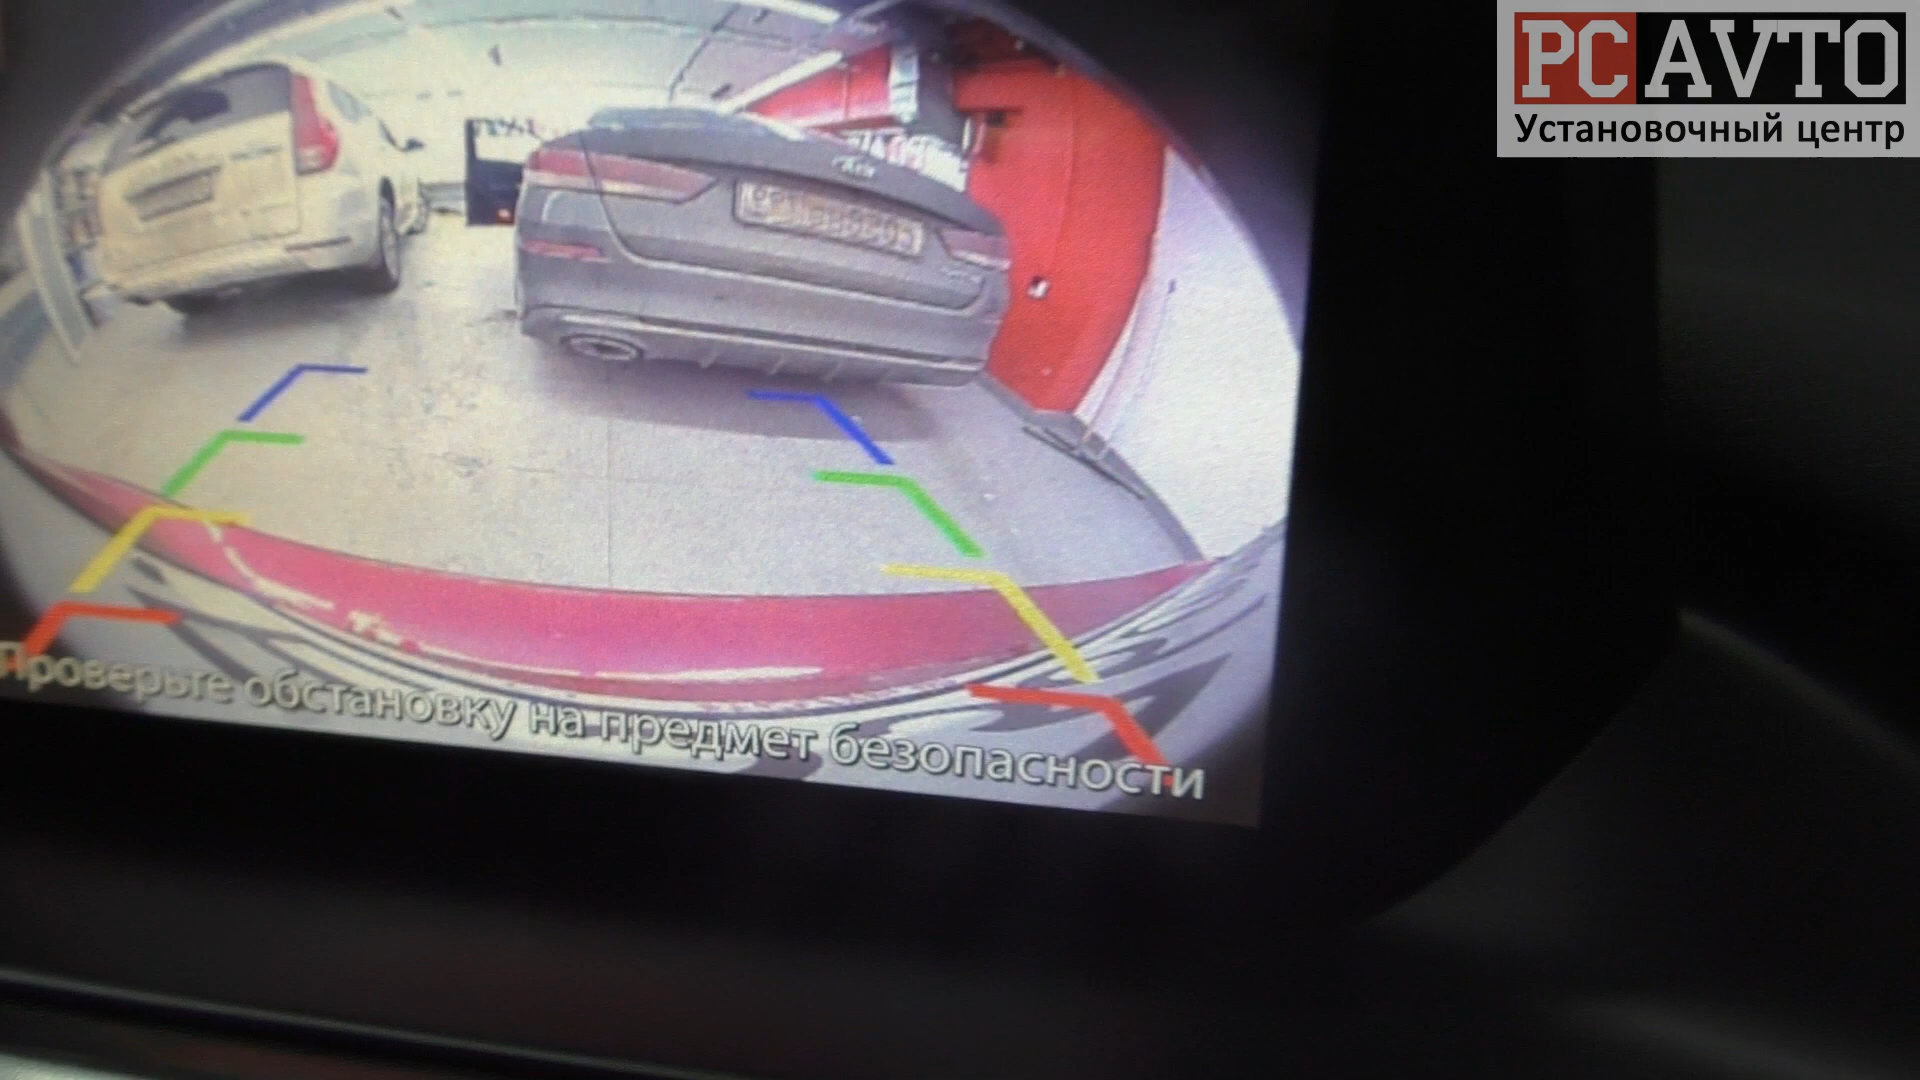 PC AVTO
Установочный центр
Проверьте обстановку на предмет безопасности